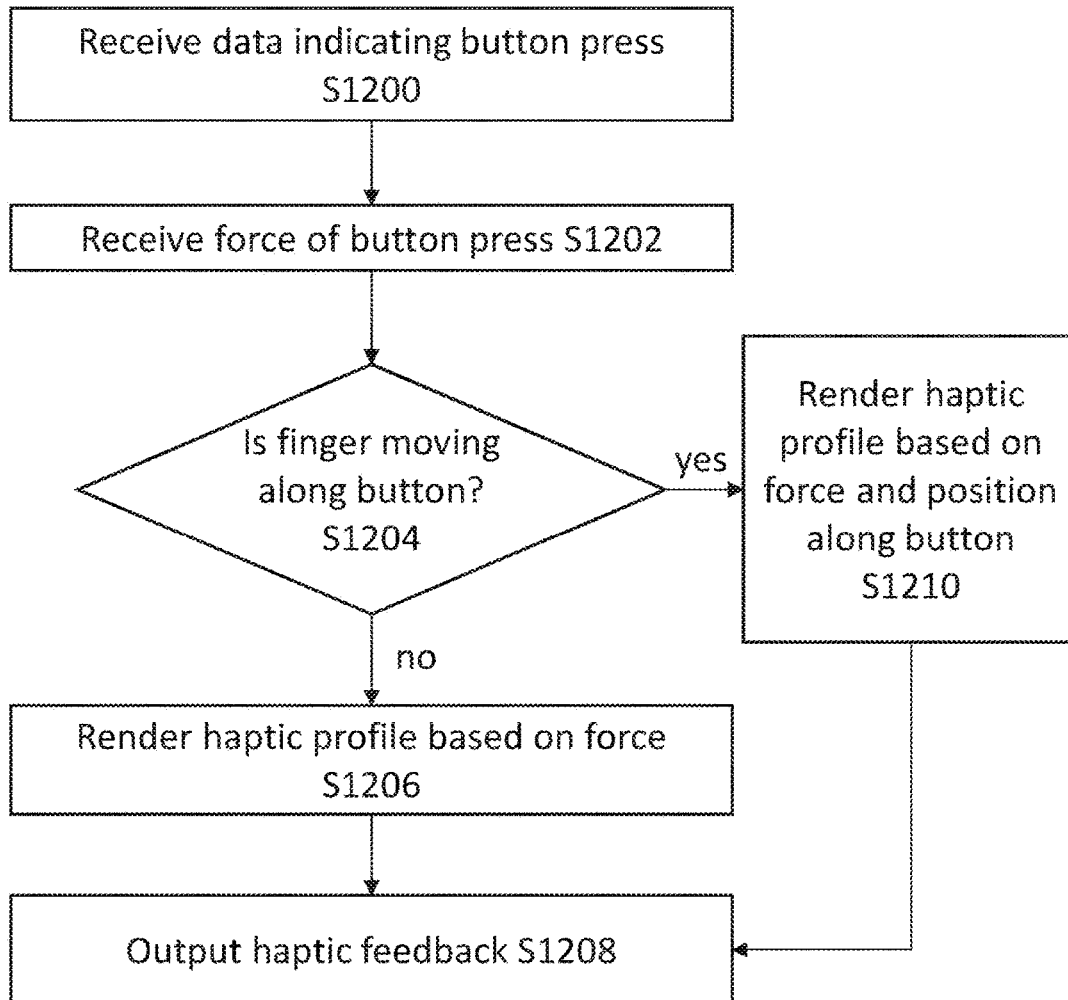 Receive data indicating button press
S1200
Receive force of button press S1202
Is finger moving
along button?
S1204
yes
Render haptic
profile based on
force and position
along button
S1210
no
Render haptic profile based on force
S1206
Output haptic feedback S1208